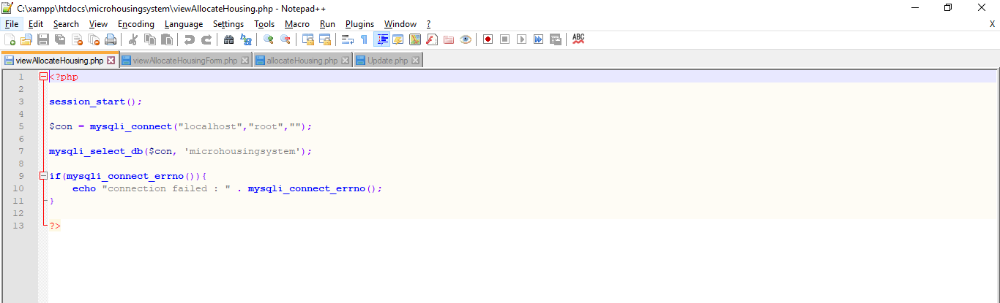 C:\xampp\htdocs\microhousingsystem\viewAllocateHousing.php - Notepad++
File Edit Search View Encoding Language Settings Tools Macro Run Plugins Window ? X
ABC
viewAllocateHousing.php viewAllocateHousingForm.php allocateHousing.php Update.php
1 <?php
2
3 session_start();
4
5 $con = mysqli_connect("localhost","root","");
6
7 mysqli_select_db($con, 'microhousingsystem');
8
9 if(mysqli_connect_errno()){
10 echo "connection failed : " . mysqli_connect_errno();
11 }
12
13 ?>